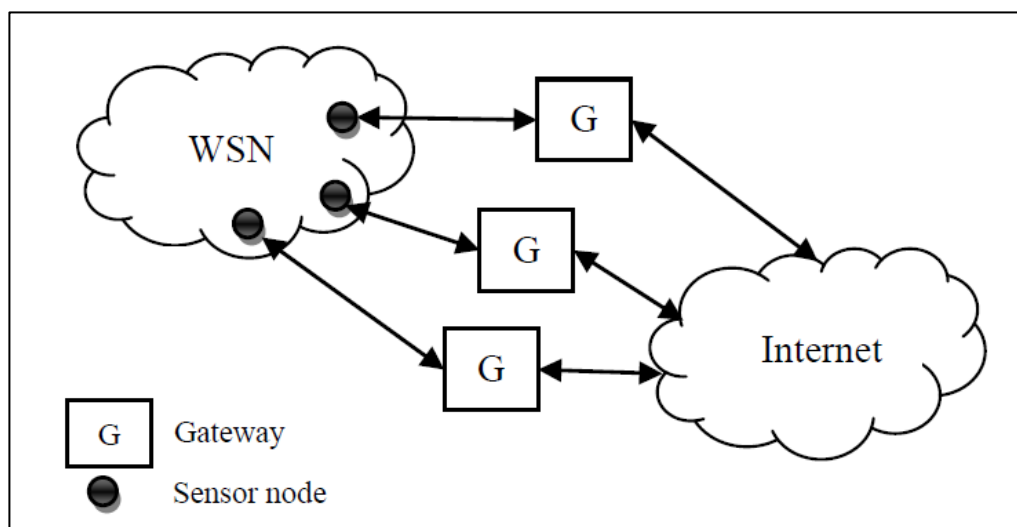 G
WSN
G
Internet
G
G Gateway
Sensor node